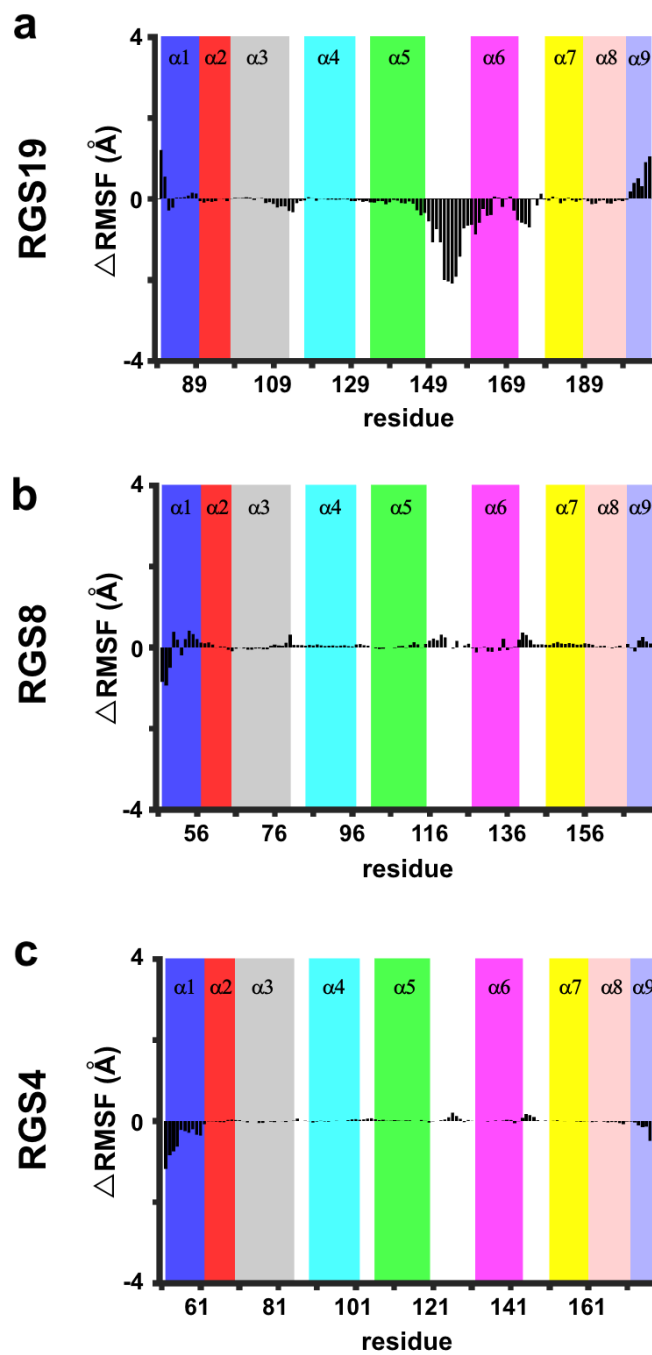 a
RGS19
△RMSF (Å)
4
0
-4
α1 α2 α3 α4 α5 α6 α7 α8 α9
89 109 129 149 169 189
residue
b
RGS8
△RMSF (Å)
4
0
-4
α1 α2 α3 α4 α5 α6 α7 α8 α9
56 76 96 116 136 156
residue
c
RGS4
△RMSF (Å)
4
0
-4
α1 α2 α3 α4 α5 α6 α7 α8 α9
61 81 101 121 141 161
residue